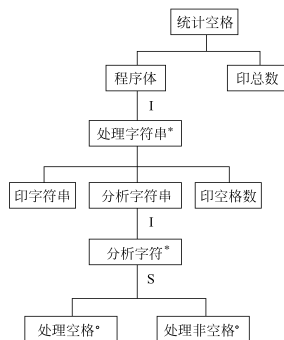 统计空格
程序体
印总数
I
处理字符串*
印字符串
分析字符串
印空格数
I
分析字符*
S
处理空格°
处理非空格°